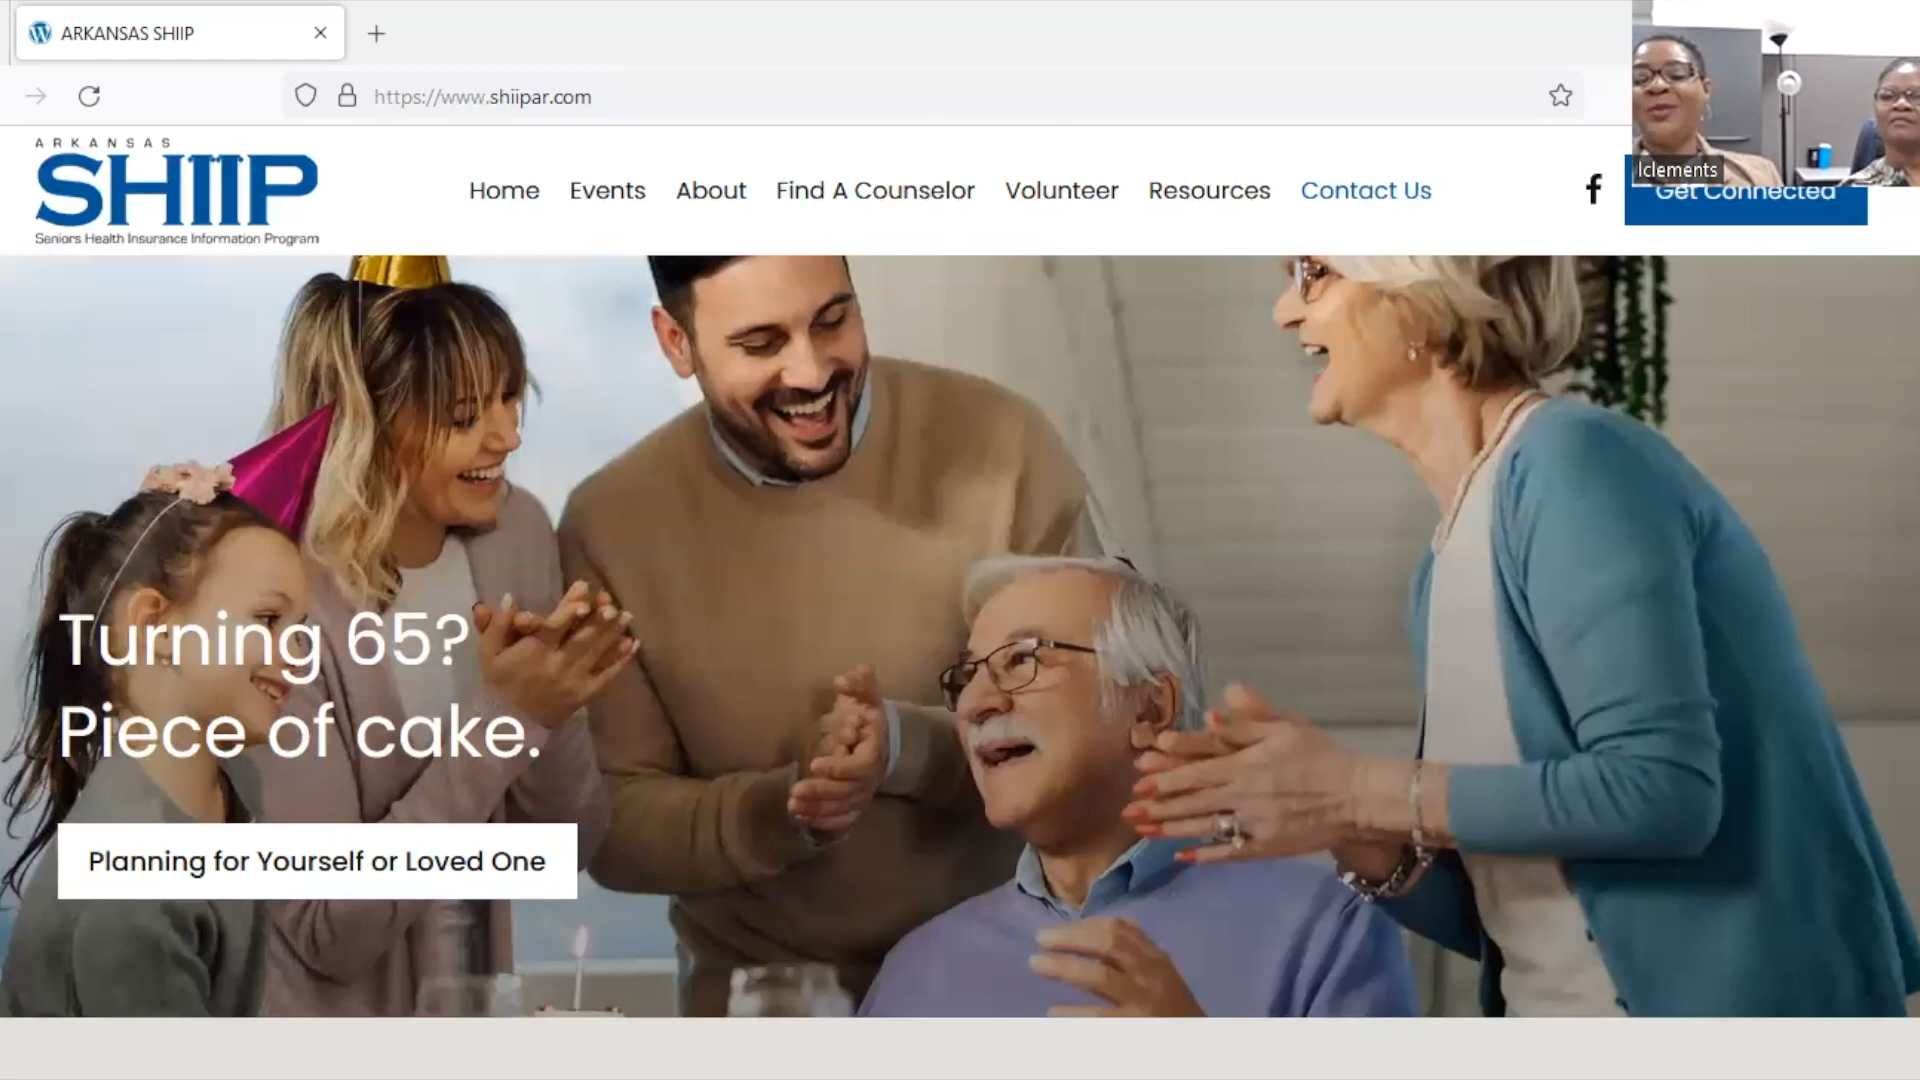 ARKANSAS SHIIP
https://www.shiipar.com
lclements
ARKANSAS
SHIIP
Seniors Health Insurance Information Program
Home Events About Find A Counselor Volunteer Resources Contact Us
Get Connected
Turning 65?
Piece of cake.
Planning for Yourself or Loved One